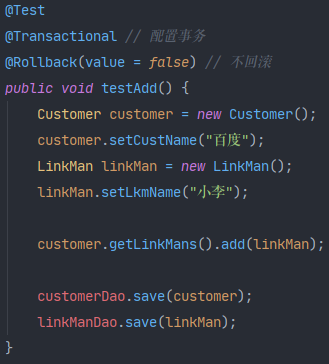 @Test
@Transactional // 配置事务
@Rollback(value = false) // 不回滚
public void testAdd() {
Customer customer = new Customer();
customer.setCustName("百度");
LinkMan linkMan = new LinkMan();
linkMan.setLkmName("小李");
customer.getLinkMans().add(linkMan);
customerDao.save(customer);
linkManDao.save(linkMan);
}